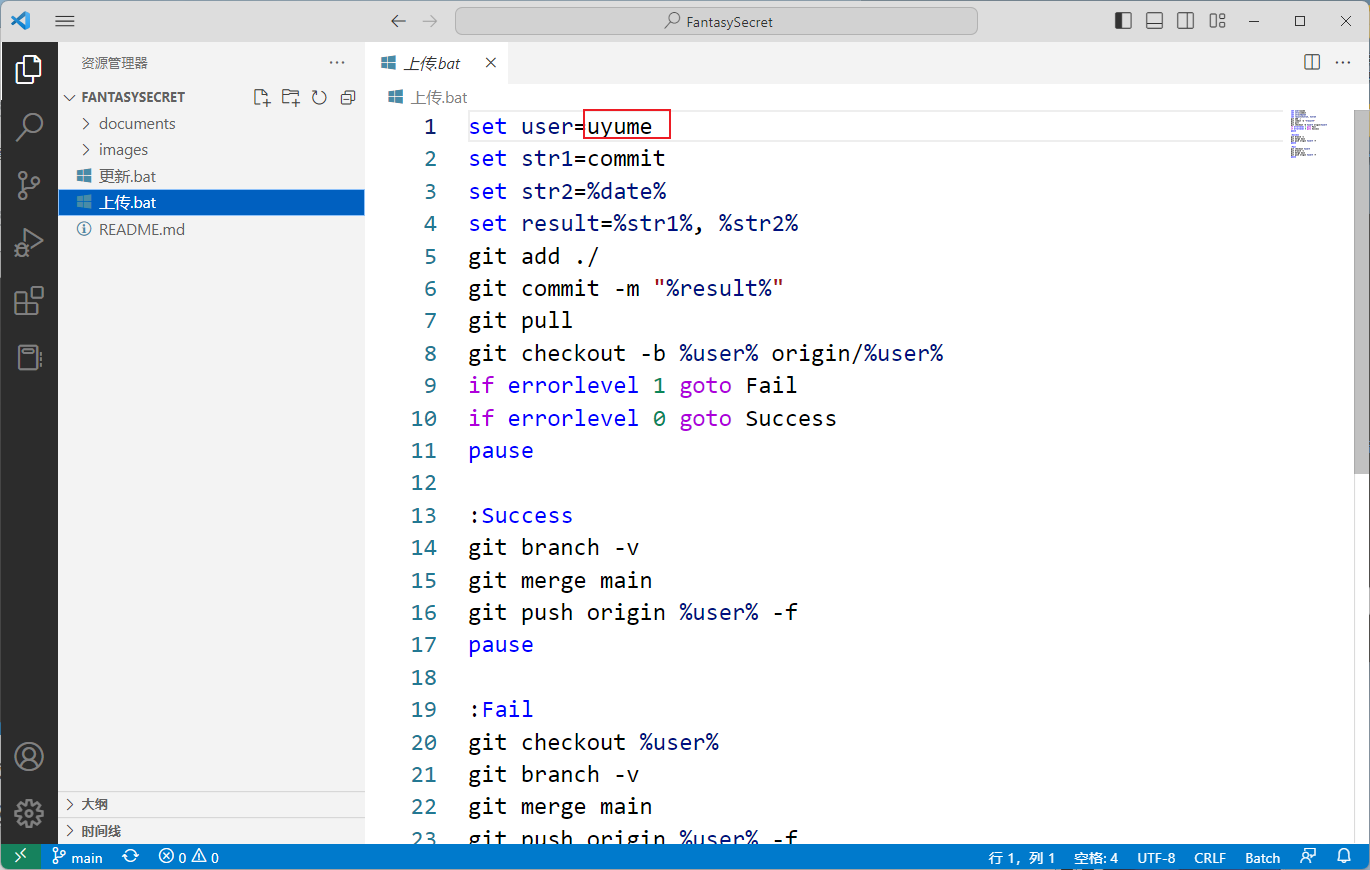 FantasySecret
资源管理器
上传.bat
FANTASYSECRET
上传.bat
documents
images
更新.bat
上传.bat
README.md
1 set user=uyume
2 set str1=commit
3 set str2=%date%
4 set result=%str1%, %str2%
5 git add ./
6 git commit -m "%result%"
7 git pull
8 git checkout -b %user% origin/%user%
9 if errorlevel 1 goto Fail
10 if errorlevel 0 goto Success
11 pause
12
13 :Success
14 git branch -v
15 git merge main
16 git push origin %user% -f
17 pause
18
19 :Fail
20 git checkout %user%
21 git branch -v
22 git merge main
23 git push origin %user% -f
大纲
时间线
main 0 0 行 1，列 1 空格: 4 UTF-8 CRLF Batch